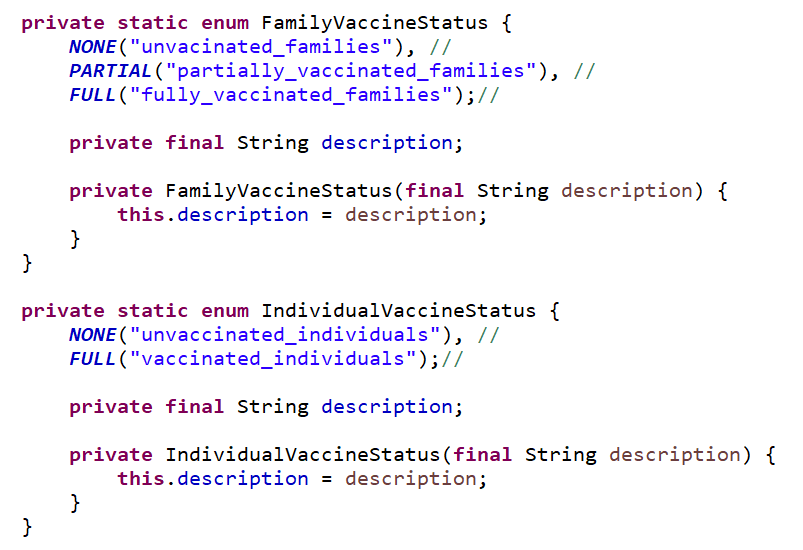 private static enum FamilyVaccineStatus {
    NONE("unvacinated_families"), //
    PARTIAL("partially_vaccinated_families"), //
    FULL("fully_vaccinated_families");//

    private final String description;

    private FamilyVaccineStatus(final String description) {
        this.description = description;
    }
}

private static enum IndividualVaccineStatus {
    NONE("unvaccinated_individuals"), //
    FULL("vaccinated_individuals");//

    private final String description;

    private IndividualVaccineStatus(final String description) {
        this.description = description;
    }
}